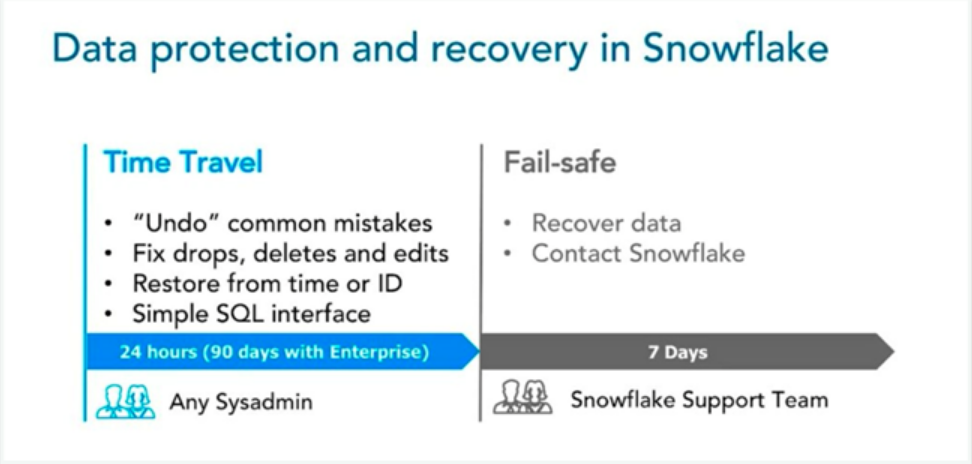 Data protection and recovery in Snowflake
Time Travel
• "Undo" common mistakes
• Fix drops, deletes and edits
• Restore from time or ID
• Simple SQL interface
24 hours (90 days with Enterprise)
Any Sysadmin
Fail-safe
• Recover data
• Contact Snowflake
7 Days
Snowflake Support Team